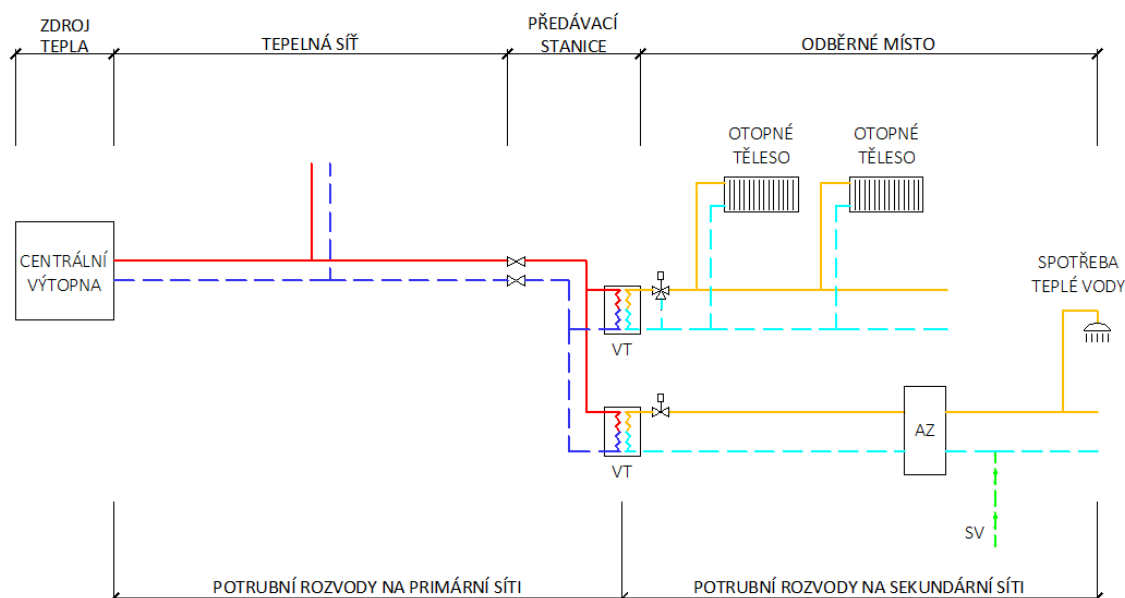 ZDROJ
TEPLA
TEPELNÁ SÍŤ
PŘEDÁVACÍ
STANICE
ODBĚRNÉ MÍSTO
OTOPNÉ
TĚLESO
OTOPNÉ
TĚLESO
CENTRÁLNÍ
VÝTOPNA
SPOTŘEBA
TEPLÉ VODY
VT
AZ
VT
SV
POTRUBNÍ ROZVODY NA PRIMÁRNÍ SÍTI
POTRUBNÍ ROZVODY NA SEKUNDÁRNÍ SÍTI